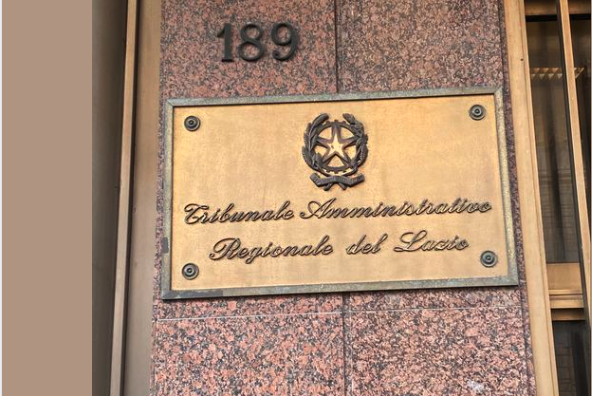 189
Tribunale Amministrativo
Regionale del Lazio